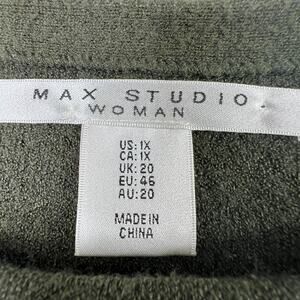 MAX STUDIO
WOMAN
US: 1X
CA: 1X
UK: 20
EU: 46
AU: 20
MADE IN
CHINA